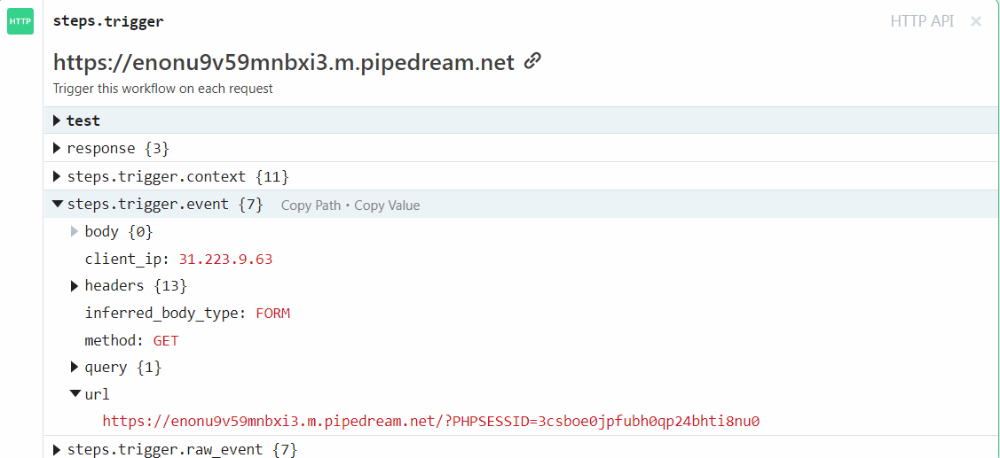 HTTP steps.trigger HTTP API ×
https://enonu9v59mnbxi3.m.pipedream.net
Trigger this workflow on each request
test
response {3}
steps.trigger.context {11}
steps.trigger.event {7} Copy Path • Copy Value
body {0}
client_ip: 31.223.9.63
headers {13}
inferred_body_type: FORM
method: GET
query {1}
url
https://enonu9v59mnbxi3.m.pipedream.net/?PHPSESSID=3csboe0jpfubh0qp24bhti8nu0
steps.trigger.raw_event {7}